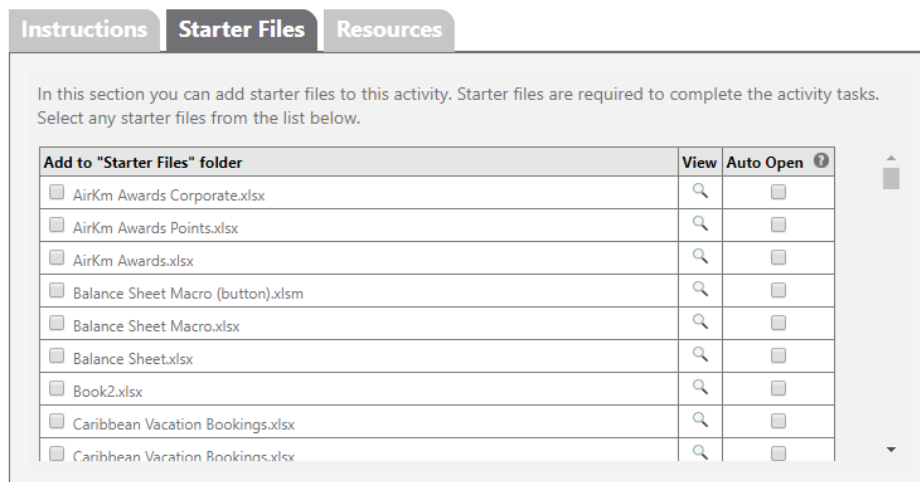 Instructions Starter Files Resources
In this section you can add starter files to this activity. Starter files are required to complete the activity tasks.
Select any starter files from the list below.
Add to "Starter Files" folder View Auto Open ?
AirKm Awards Corporate.xlsx
AirKm Awards Points.xlsx
AirKm Awards.xlsx
Balance Sheet Macro (button).xlsm
Balance Sheet Macro.xlsx
Balance Sheet.xlsx
Book2.xlsx
Caribbean Vacation Bookings.xlsx
Caribbean Vacation Bookings.xlsx